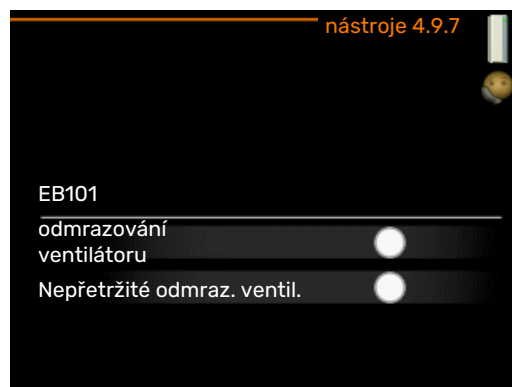 nástroje 4.9.7
EB101
odmrazování
ventilátoru
Nepřetržité odmraz. ventil.